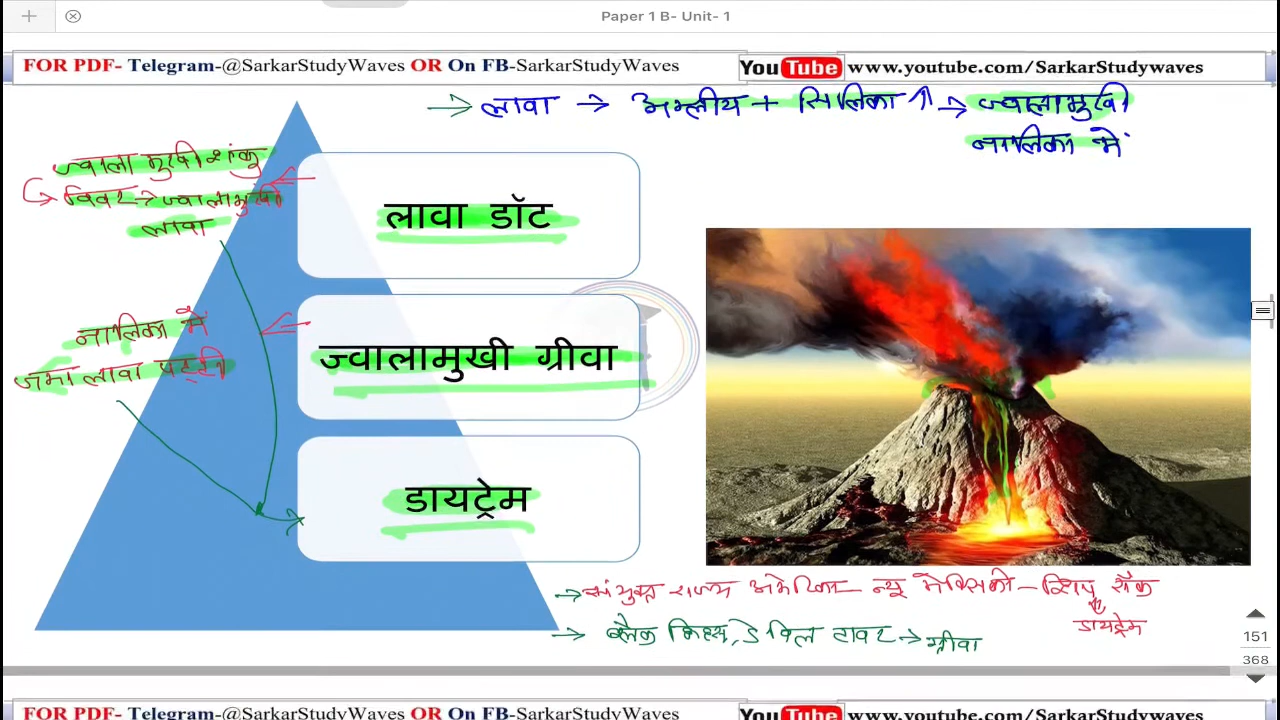 Paper 1 B- Unit- 1
FOR PDF- Telegram-@SarkarStudyWaves OR On FB-SarkarStudyWaves
YouTube www.youtube.com/SarkarStudywaves
→ लावा → अम्लीय + सिलिका ↑ → ज्वालामुखी
नालिका में
ज्वालामुखी शंकु
विवर → ज्वालामुखी
लावा
लावा डॉट
नालिका में
जमा लावा पट्टी
ज्वालामुखी ग्रीवा
डायट्रेम
→ संयुक्त राज्य अमेरिका - न्यू मेक्सिको - शिप रॉक
डायट्रेम
→ ब्लैक हिल्स, डेविल टावर → ग्रीवा
151
368
FOR PDF- Telegram-@SarkarStudyWaves OR On FB-SarkarStudyWaves
YouTube www.youtube.com/SarkarStudywaves